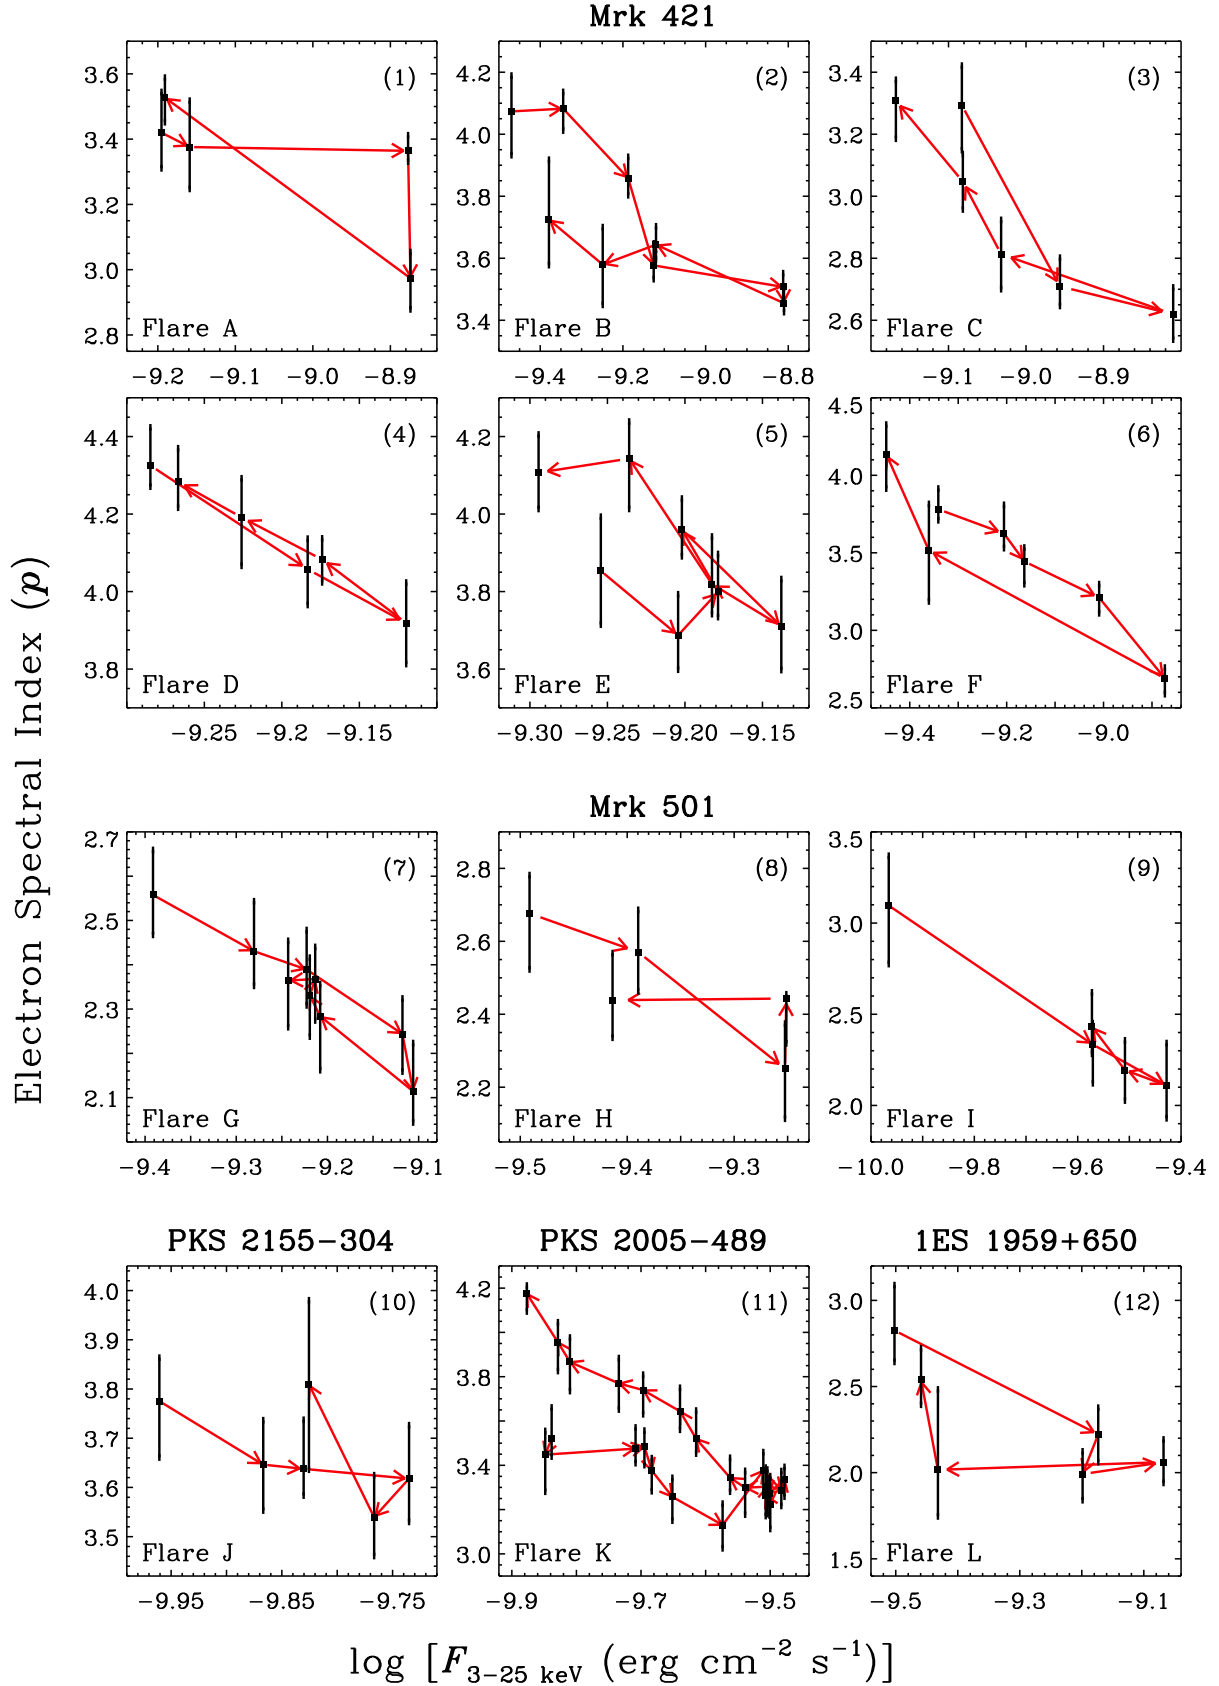 Mrk 421
(1)
3.6
3.4
3.2
3.0
2.8
Flare A
−9.2 −9.1 −9.0 −8.9
(2)
4.2
4.0
3.8
3.6
3.4
Flare B
−9.4 −9.2 −9.0 −8.8
(3)
3.4
3.2
3.0
2.8
2.6
Flare C
−9.1 −9.0 −8.9
(4)
4.4
4.2
4.0
3.8
Flare D
−9.25 −9.2 −9.15
(5)
4.2
4.0
3.8
3.6
Flare E
−9.30 −9.25 −9.20 −9.15
(6)
4.5
4.0
3.5
3.0
2.5
Flare F
−9.4 −9.2 −9.0
Electron Spectral Index (p)
Mrk 501
(7)
2.7
2.5
2.3
2.1
Flare G
−9.4 −9.3 −9.2 −9.1
(8)
2.8
2.6
2.4
2.2
Flare H
−9.5 −9.4 −9.3
(9)
3.5
3.0
2.5
2.0
Flare I
−10.0 −9.8 −9.6 −9.4
PKS 2155−304
(10)
4.0
3.9
3.8
3.7
3.6
3.5
Flare J
−9.95 −9.85 −9.75
PKS 2005−489
(11)
4.2
3.8
3.4
3.0
Flare K
−9.9 −9.7 −9.5
1ES 1959+650
(12)
3.0
2.5
2.0
1.5
Flare L
−9.5 −9.3 −9.1
log [F3−25 keV (erg cm−2 s−1)]